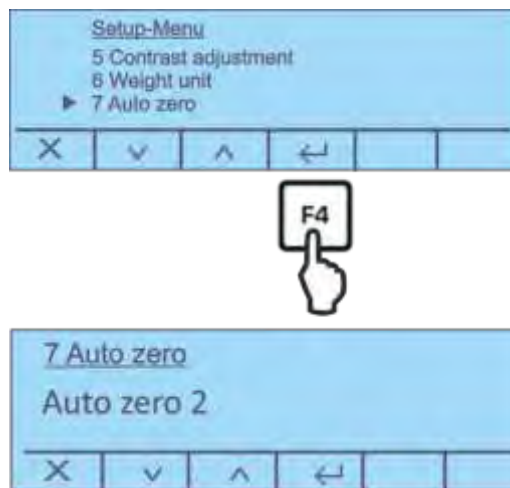 Setup-Menu
5 Contrast adjustment
6 Weight unit
7 Auto zero
F4
7 Auto zero
Auto zero 2